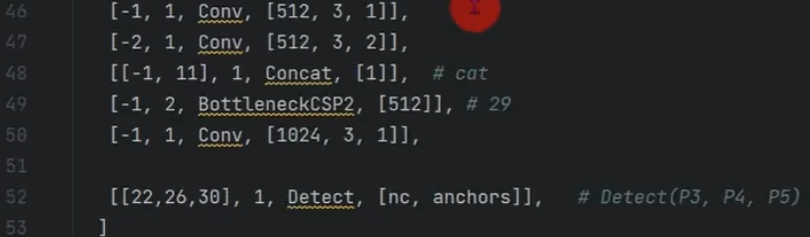 46 [-1, 1, Conv, [512, 3, 1]],
47 [-2, 1, Conv, [512, 3, 2]],
48 [[-1, 11], 1, Concat, [1]], # cat
49 [-1, 2, BottleneckCSP2, [512]], # 29
50 [-1, 1, Conv, [1024, 3, 1]],
51
52 [[22,26,30], 1, Detect, [nc, anchors]], # Detect(P3, P4, P5)
53 ]